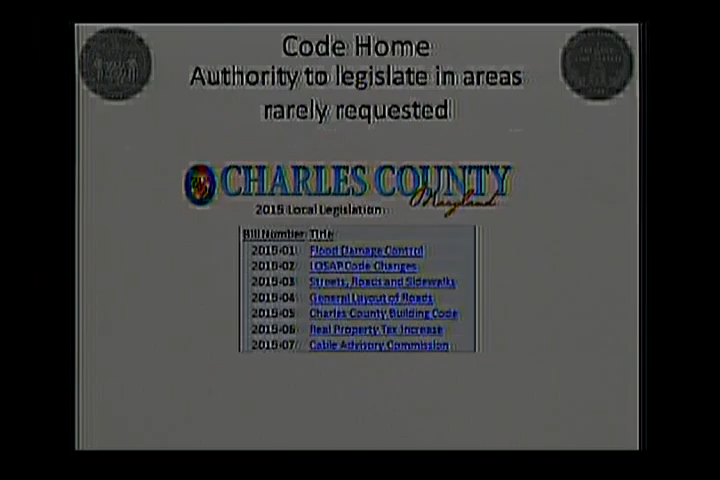 Code Home
Authority to legislate in areas
rarely requested
CHARLES COUNTY
Maryland
2015 Local Legislation
Bill Number Title
2015-01 Flood Damage Control
2015-02 LOSAP Code Changes
2015-03 Streets, Roads and Sidewalks
2015-04 General Layout of Roads
2015-05 Charles County Building Code
2015-06 Real Property Tax Increase
2015-07 Cable Advisory Commission